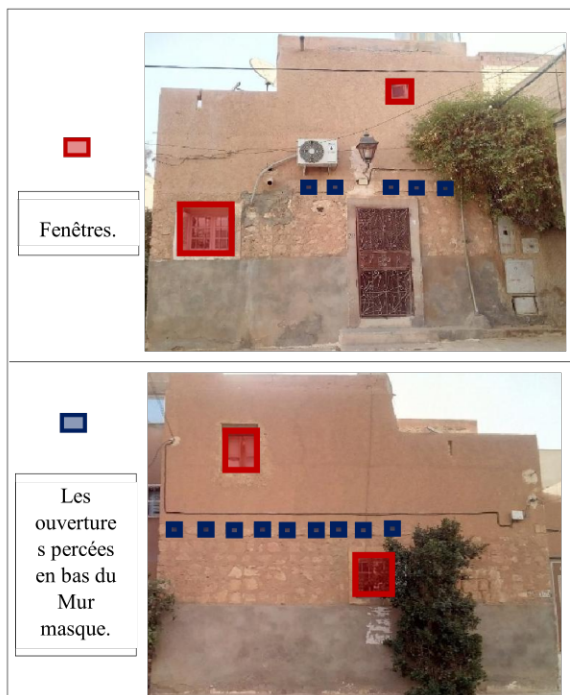 Fenêtres.
Les
ouverture
s percées
en bas du
Mur
masque.